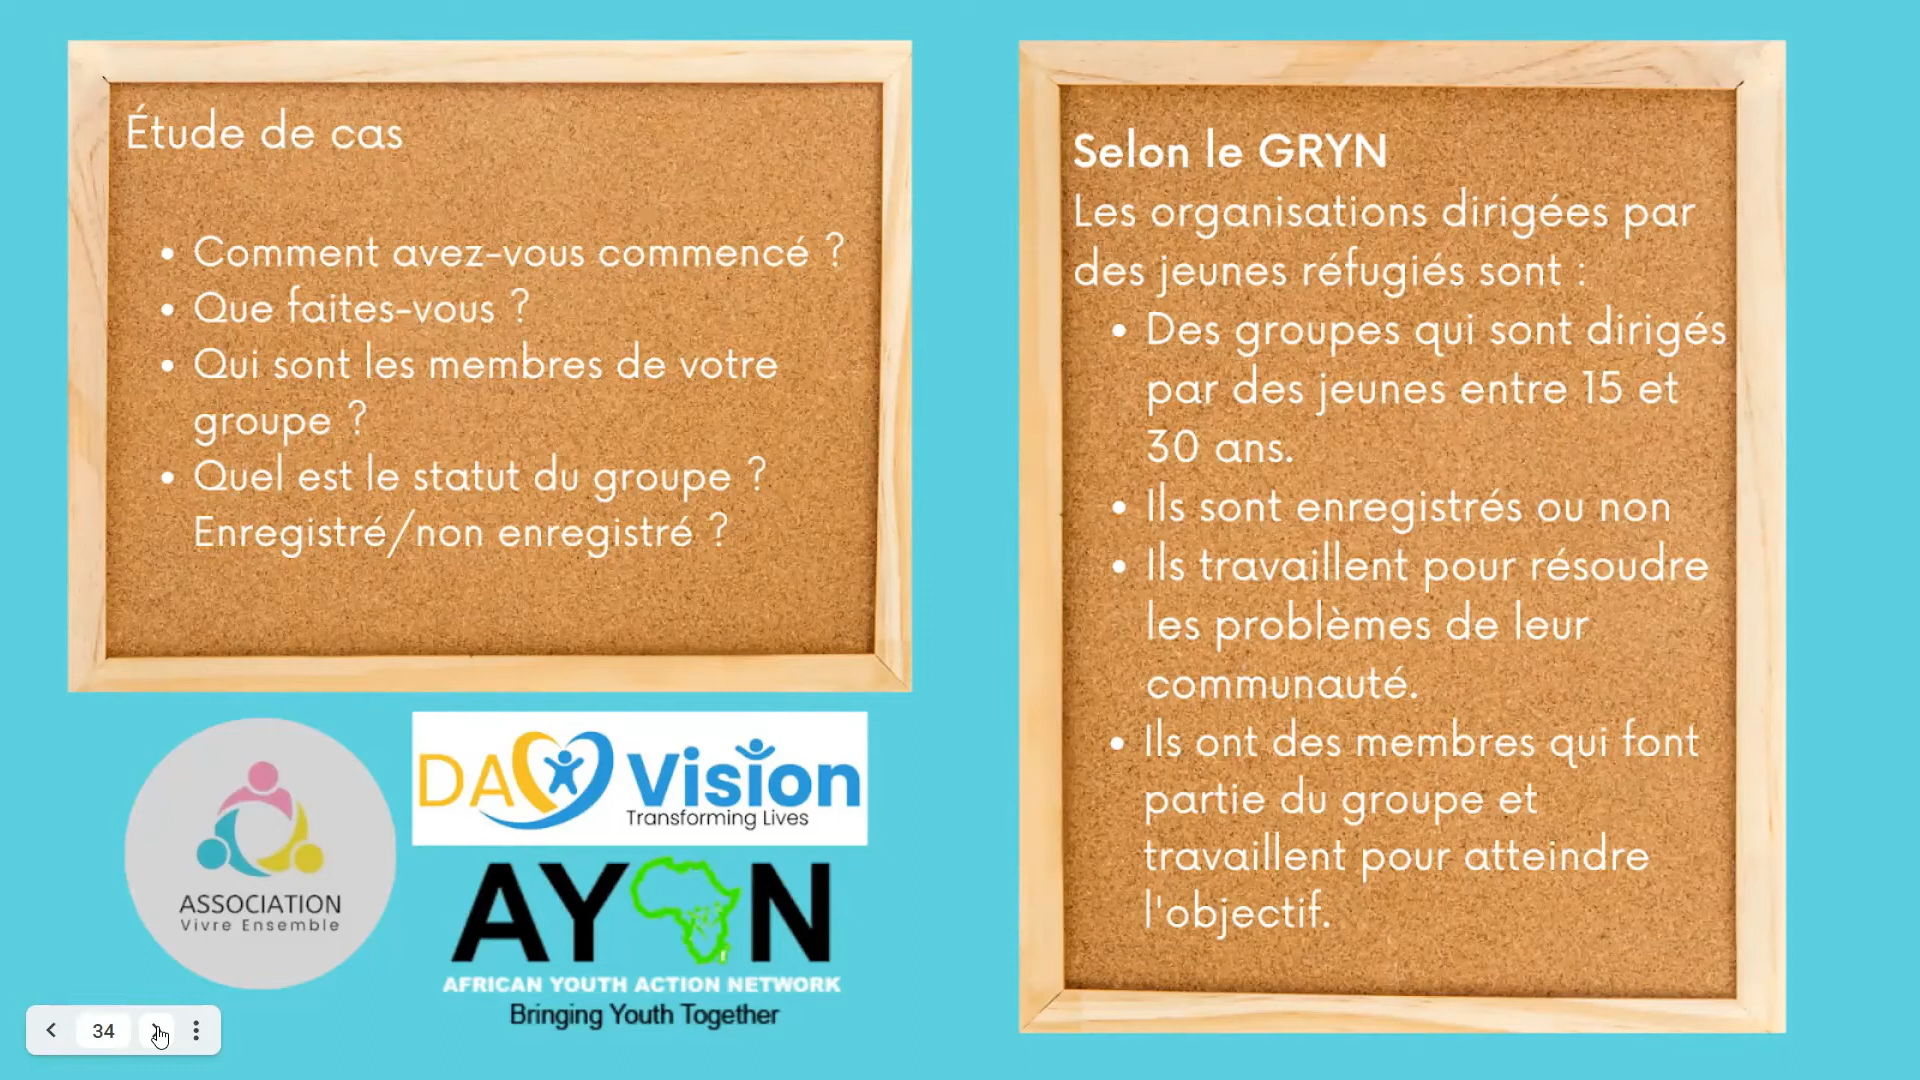 Étude de cas
• Comment avez-vous commencé ?
• Que faites-vous ?
• Qui sont les membres de votre
groupe ?
• Quel est le statut du groupe ?
Enregistré/non enregistré ?
Selon le GRYN
Les organisations dirigées par
des jeunes réfugiés sont :
• Des groupes qui sont dirigés
par des jeunes entre 15 et
30 ans.
• Ils sont enregistrés ou non
• Ils travaillent pour résoudre
les problèmes de leur
communauté.
• Ils ont des membres qui font
partie du groupe et
travaillent pour atteindre
l'objectif.
ASSOCIATION
Vivre Ensemble
DA Vision
Transforming Lives
AYAN
AFRICAN YOUTH ACTION NETWORK
Bringing Youth Together
34